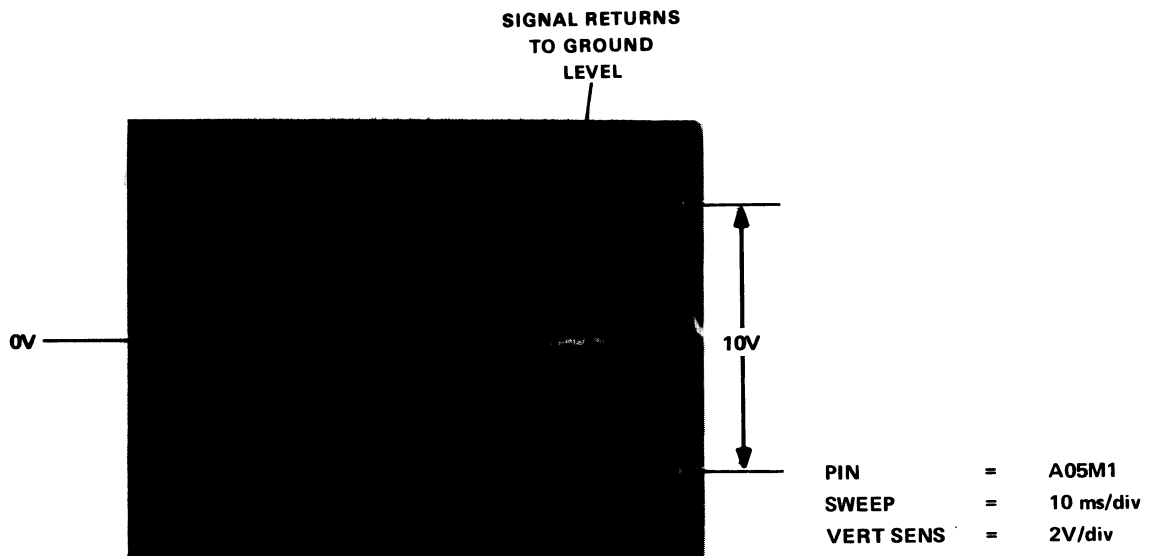 SIGNAL RETURNS
TO GROUND
LEVEL
0V
10V
PIN = A05M1
SWEEP = 10 ms/div
VERT SENS = 2V/div